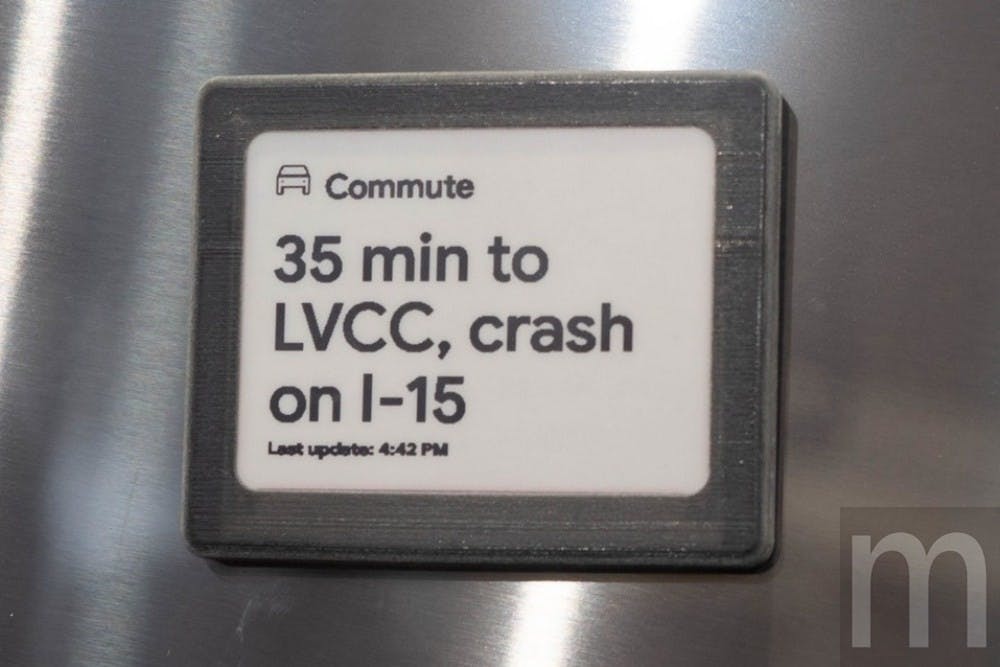 Commute
35 min to
LVCC, crash
on I-15
Last update: 4:42 PM
m